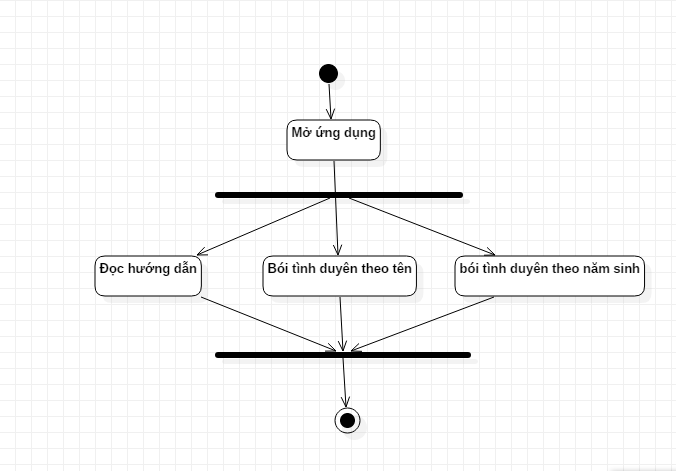 Mở ứng dụng
Đọc hướng dẫn
Bói tình duyên theo tên
bói tình duyên theo năm sinh